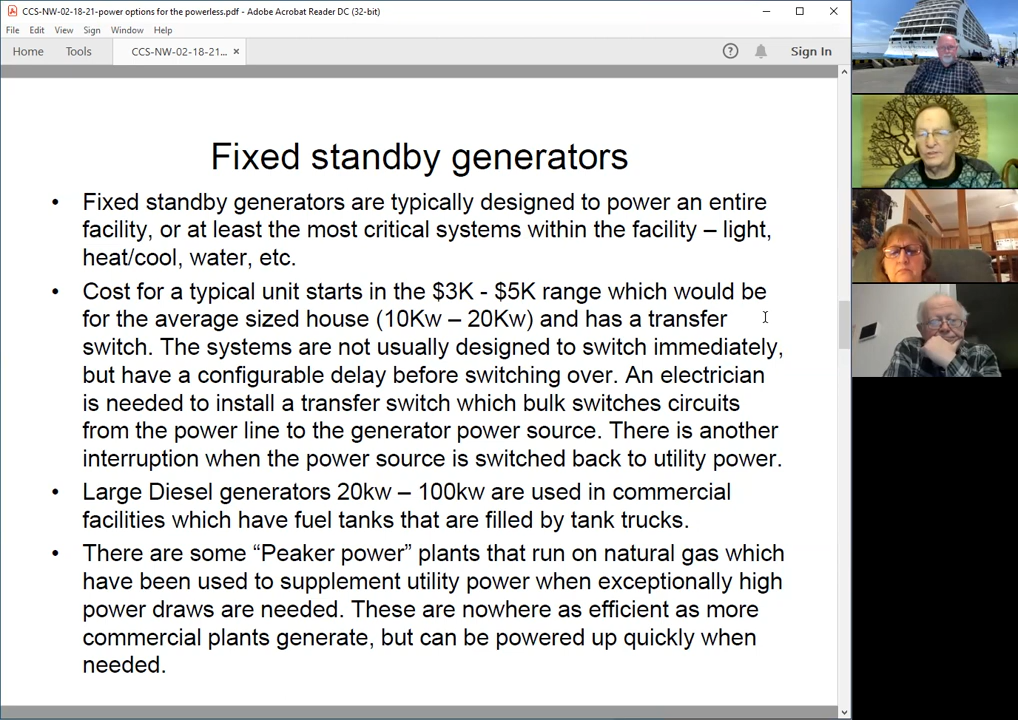 CCS-NW-02-18-21-power options for the powerless.pdf - Adobe Acrobat Reader DC (32-bit)
File Edit View Sign Window Help
Home Tools CCS-NW-02-18-21... × Sign In
Fixed standby generators
• Fixed standby generators are typically designed to power an entire
facility, or at least the most critical systems within the facility – light,
heat/cool, water, etc.
• Cost for a typical unit starts in the $3K - $5K range which would be
for the average sized house (10Kw – 20Kw) and has a transfer
switch. The systems are not usually designed to switch immediately,
but have a configurable delay before switching over. An electrician
is needed to install a transfer switch which bulk switches circuits
from the power line to the generator power source. There is another
interruption when the power source is switched back to utility power.
• Large Diesel generators 20kw – 100kw are used in commercial
facilities which have fuel tanks that are filled by tank trucks.
• There are some “Peaker power” plants that run on natural gas which
have been used to supplement utility power when exceptionally high
power draws are needed. These are nowhere as efficient as more
commercial plants generate, but can be powered up quickly when
needed.